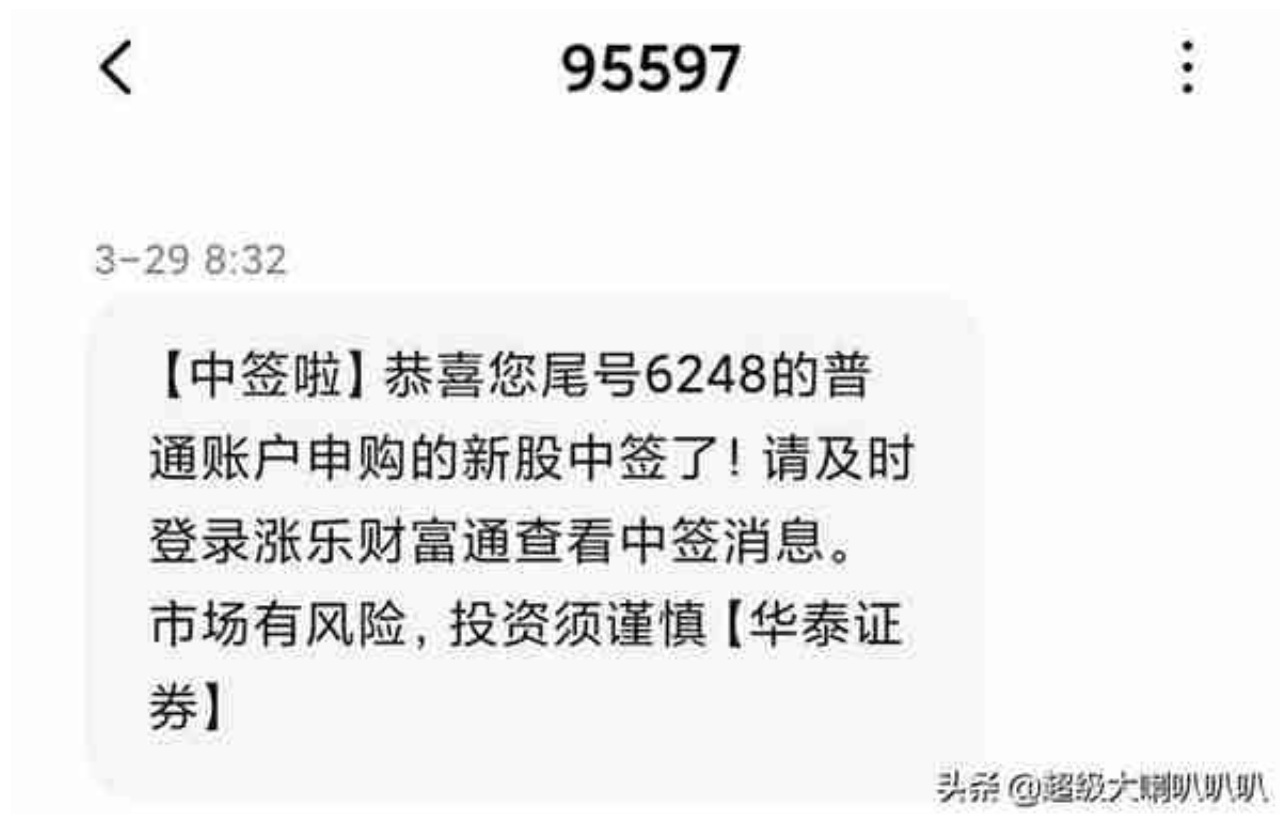 95597
3-29 8:32
【中签啦】恭喜您尾号6248的普
通账户申购的新股中签了！请及时
登录涨乐财富通查看中签消息。
市场有风险，投资须谨慎【华泰证
券】
头条 @超级大喇叭叭叭